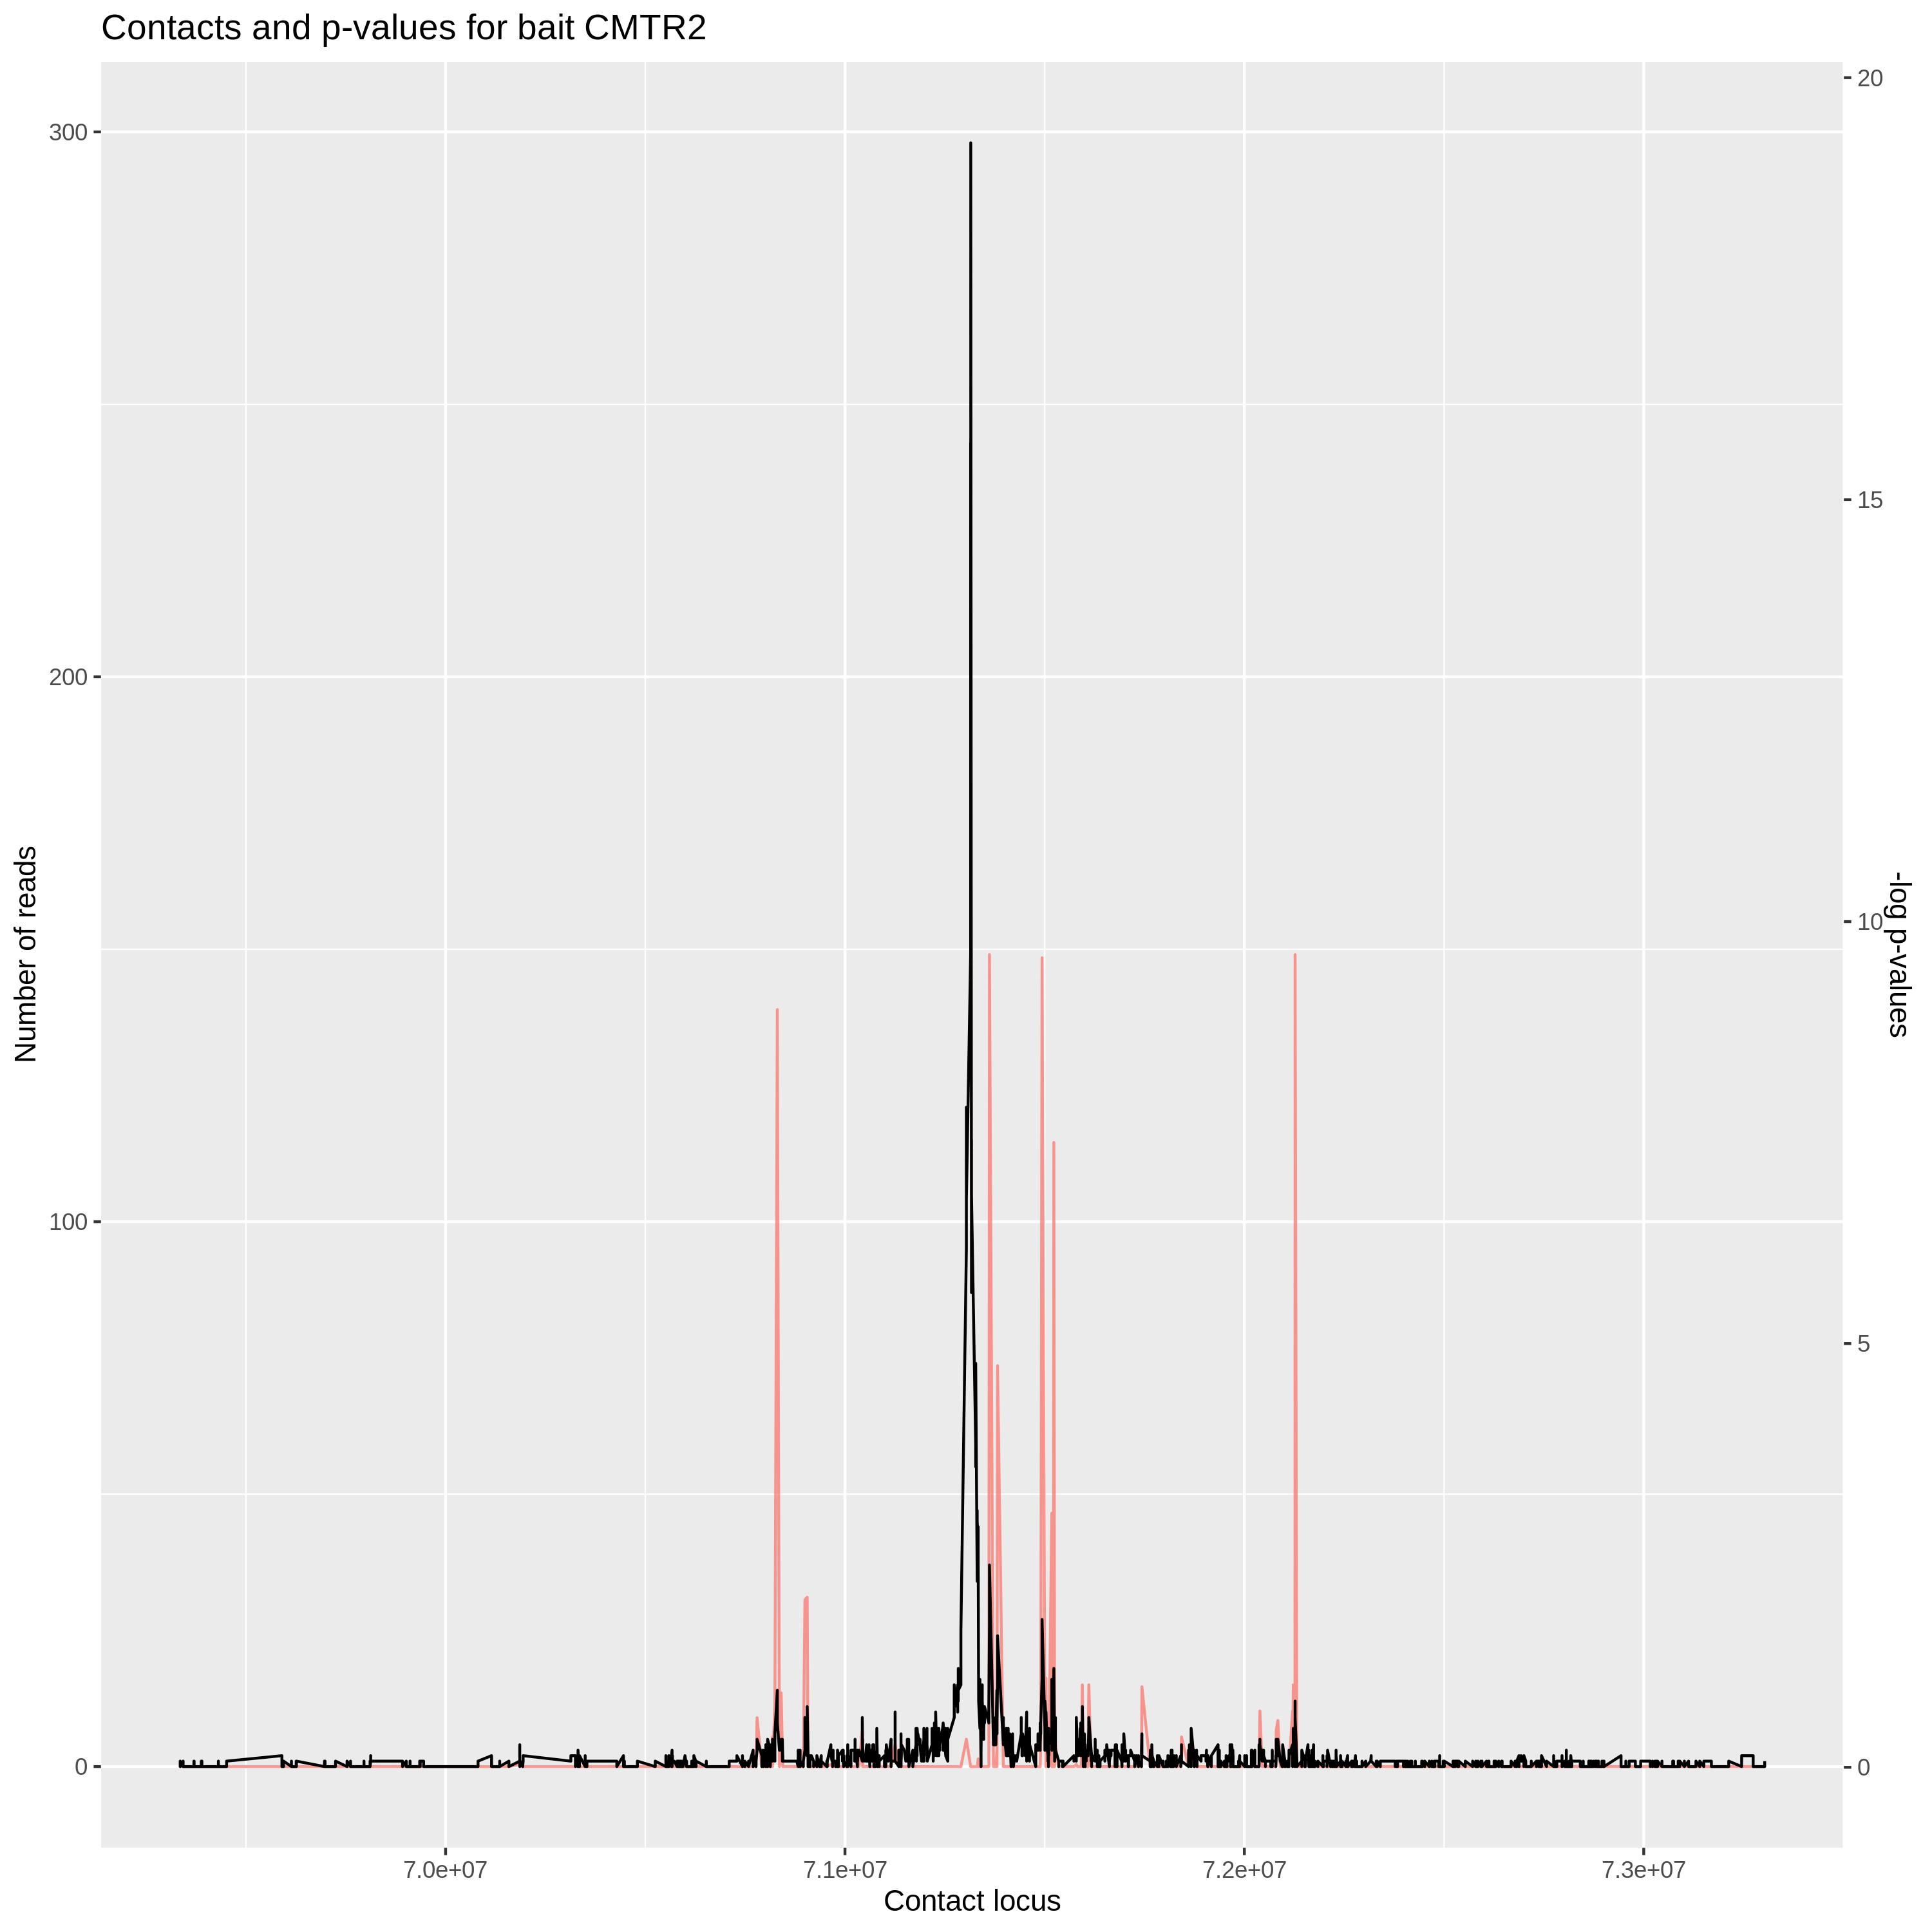 Contacts and p-values for bait CMTR2
300
200
100
0
Number of reads
20
15
10
5
0
-log p-values
7.0e+07 7.1e+07 7.2e+07 7.3e+07
Contact locus